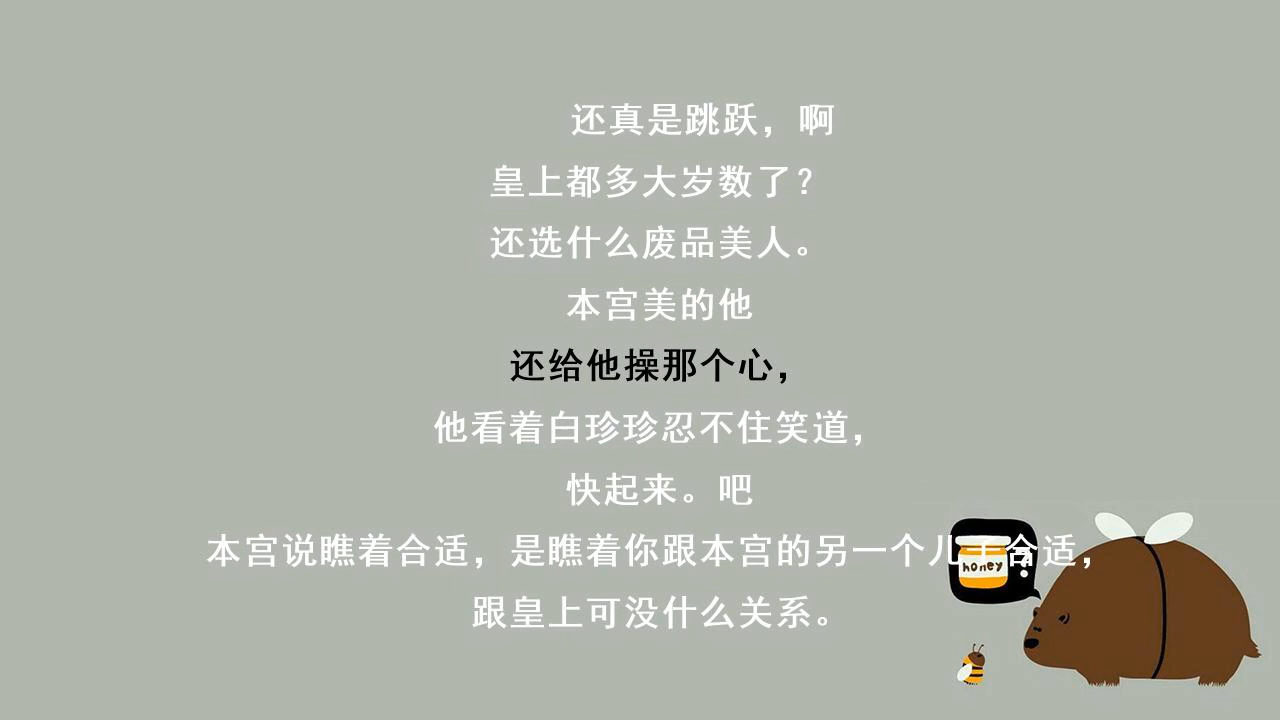 还真是跳跃，啊
皇上都多大岁数了？
还选什么废品美人。
本宫美的他
还给他操那个心，
他看着白珍珍忍不住笑道，
快起来。吧
本宫说瞧着合适，是瞧着你跟本宫的另一个儿子合适，
跟皇上可没什么关系。
honey?